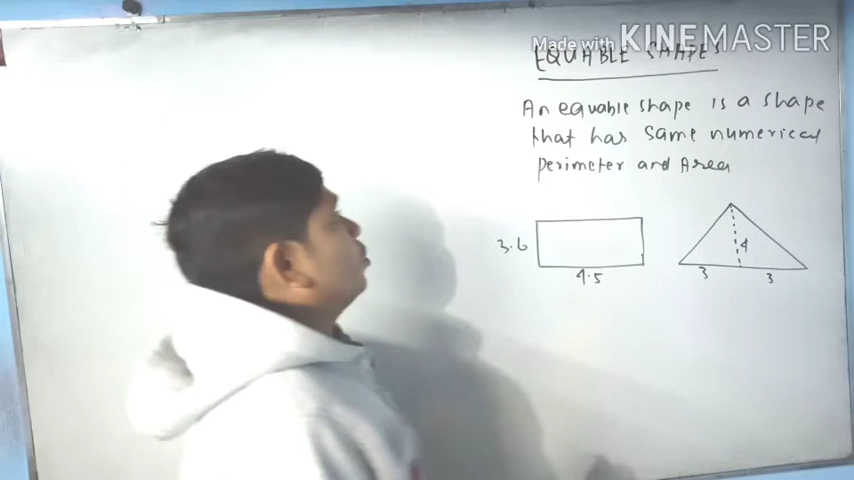 Made with KINEMASTER
EQUABLE SHAPES
An equable shape is a shape
that has same numerical
perimeter and Area
3.6
4.5
4
3
3